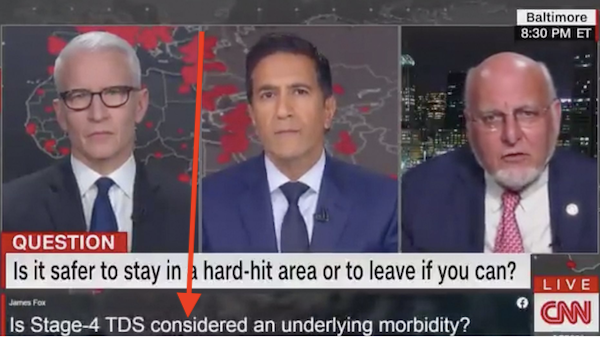 Baltimore
8:30 PM ET
QUESTION
Is it safer to stay in a hard-hit area or to leave if you can?
James Fox
LIVE
Is Stage-4 TDS considered an underlying morbidity?
CNN